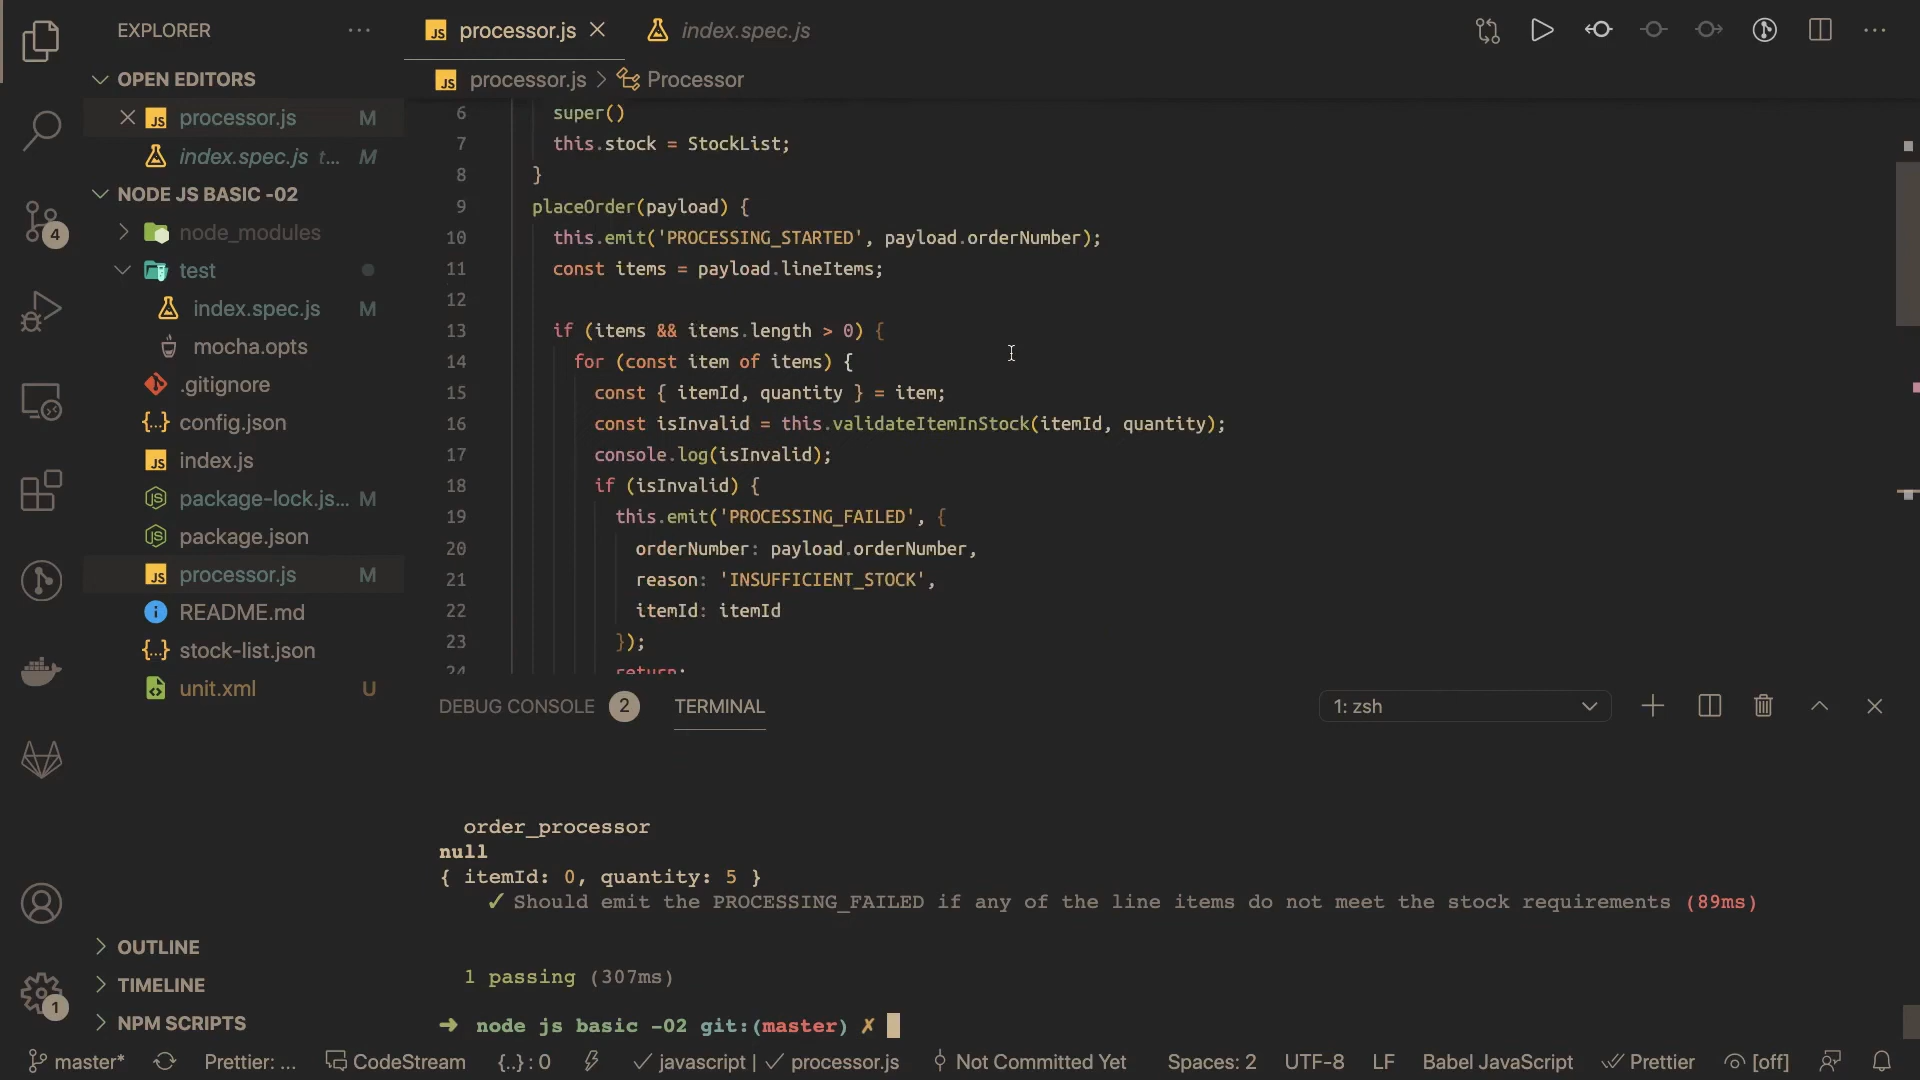 EXPLORER
OPEN EDITORS
processor.js M
index.spec.js t... M
NODE JS BASIC -02
node_modules
test
index.spec.js M
mocha.opts
.gitignore
config.json
index.js
package-lock.js... M
package.json
processor.js M
README.md
stock-list.json
unit.xml U
OUTLINE
TIMELINE
NPM SCRIPTS
4
1
processor.js
index.spec.js
processor.js > Processor
6 super()
7 this.stock = StockList;
8 }
9 placeOrder(payload) {
10 this.emit('PROCESSING_STARTED', payload.orderNumber);
11 const items = payload.lineItems;
12
13 if (items && items.length > 0) {
14 for (const item of items) {
15 const { itemId, quantity } = item;
16 const isInvalid = this.validateItemInStock(itemId, quantity);
17 console.log(isInvalid);
18 if (isInvalid) {
19 this.emit('PROCESSING_FAILED', {
20 orderNumber: payload.orderNumber,
21 reason: 'INSUFFICIENT_STOCK',
22 itemId: itemId
23 });
24 return;
DEBUG CONSOLE 2 TERMINAL 1: zsh
order_processor
null
{ itemId: 0, quantity: 5 }
✓ Should emit the PROCESSING_FAILED if any of the line items do not meet the stock requirements (89ms)
1 passing (307ms)
➜ node js basic -02 git:(master) ✗
master* Prettier: ... CodeStream {..} : 0 ✓ javascript | ✓ processor.js Not Committed Yet Spaces: 2 UTF-8 LF Babel JavaScript Prettier [off]